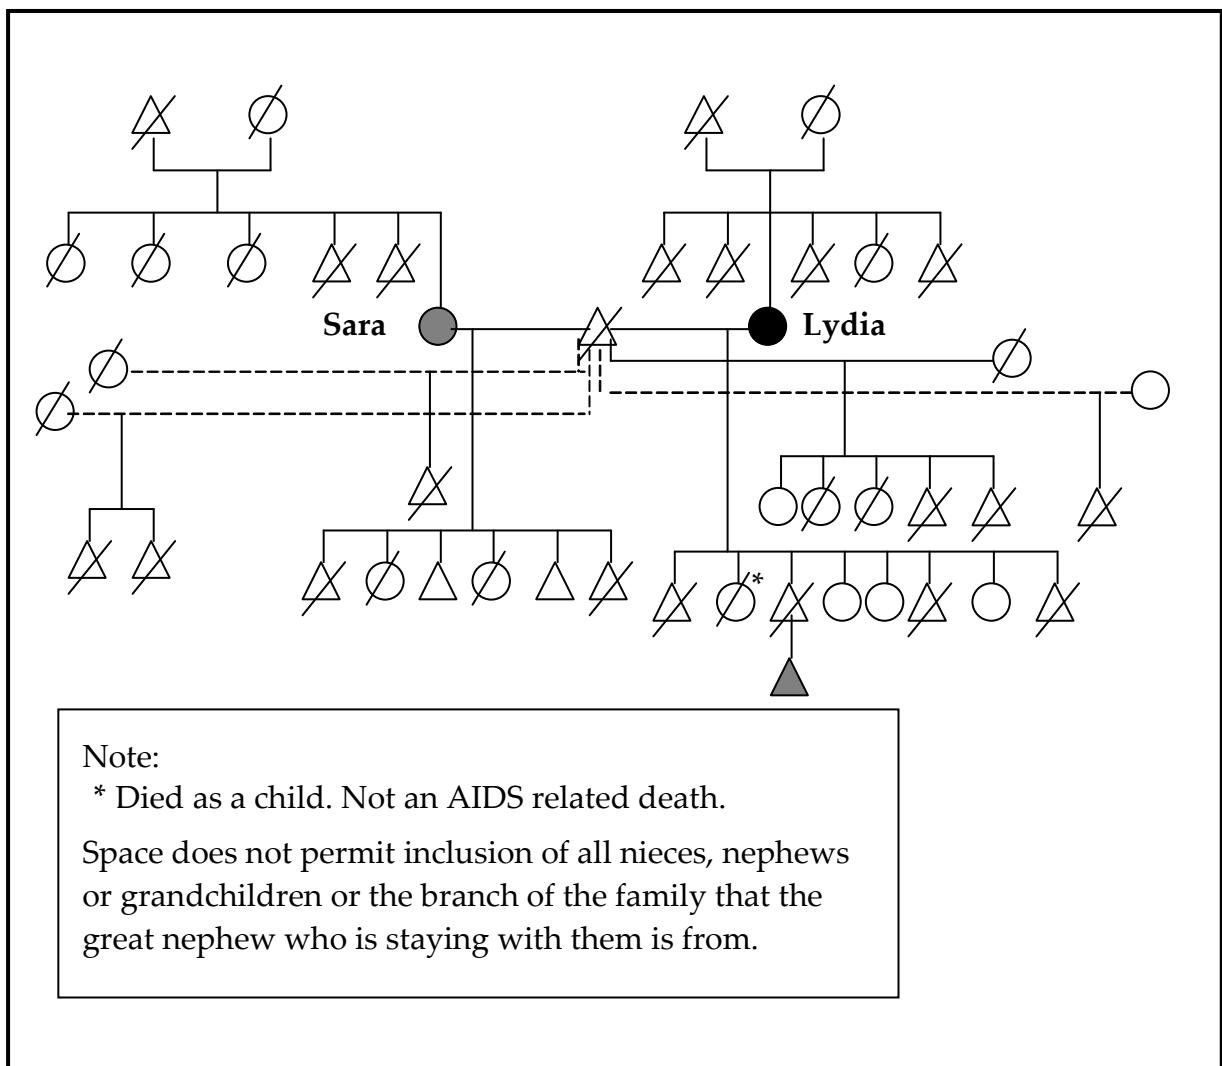 Sara
Lydia
*
Note:
* Died as a child. Not an AIDS related death.
Space does not permit inclusion of all nieces, nephews
or grandchildren or the branch of the family that the
great nephew who is staying with them is from.